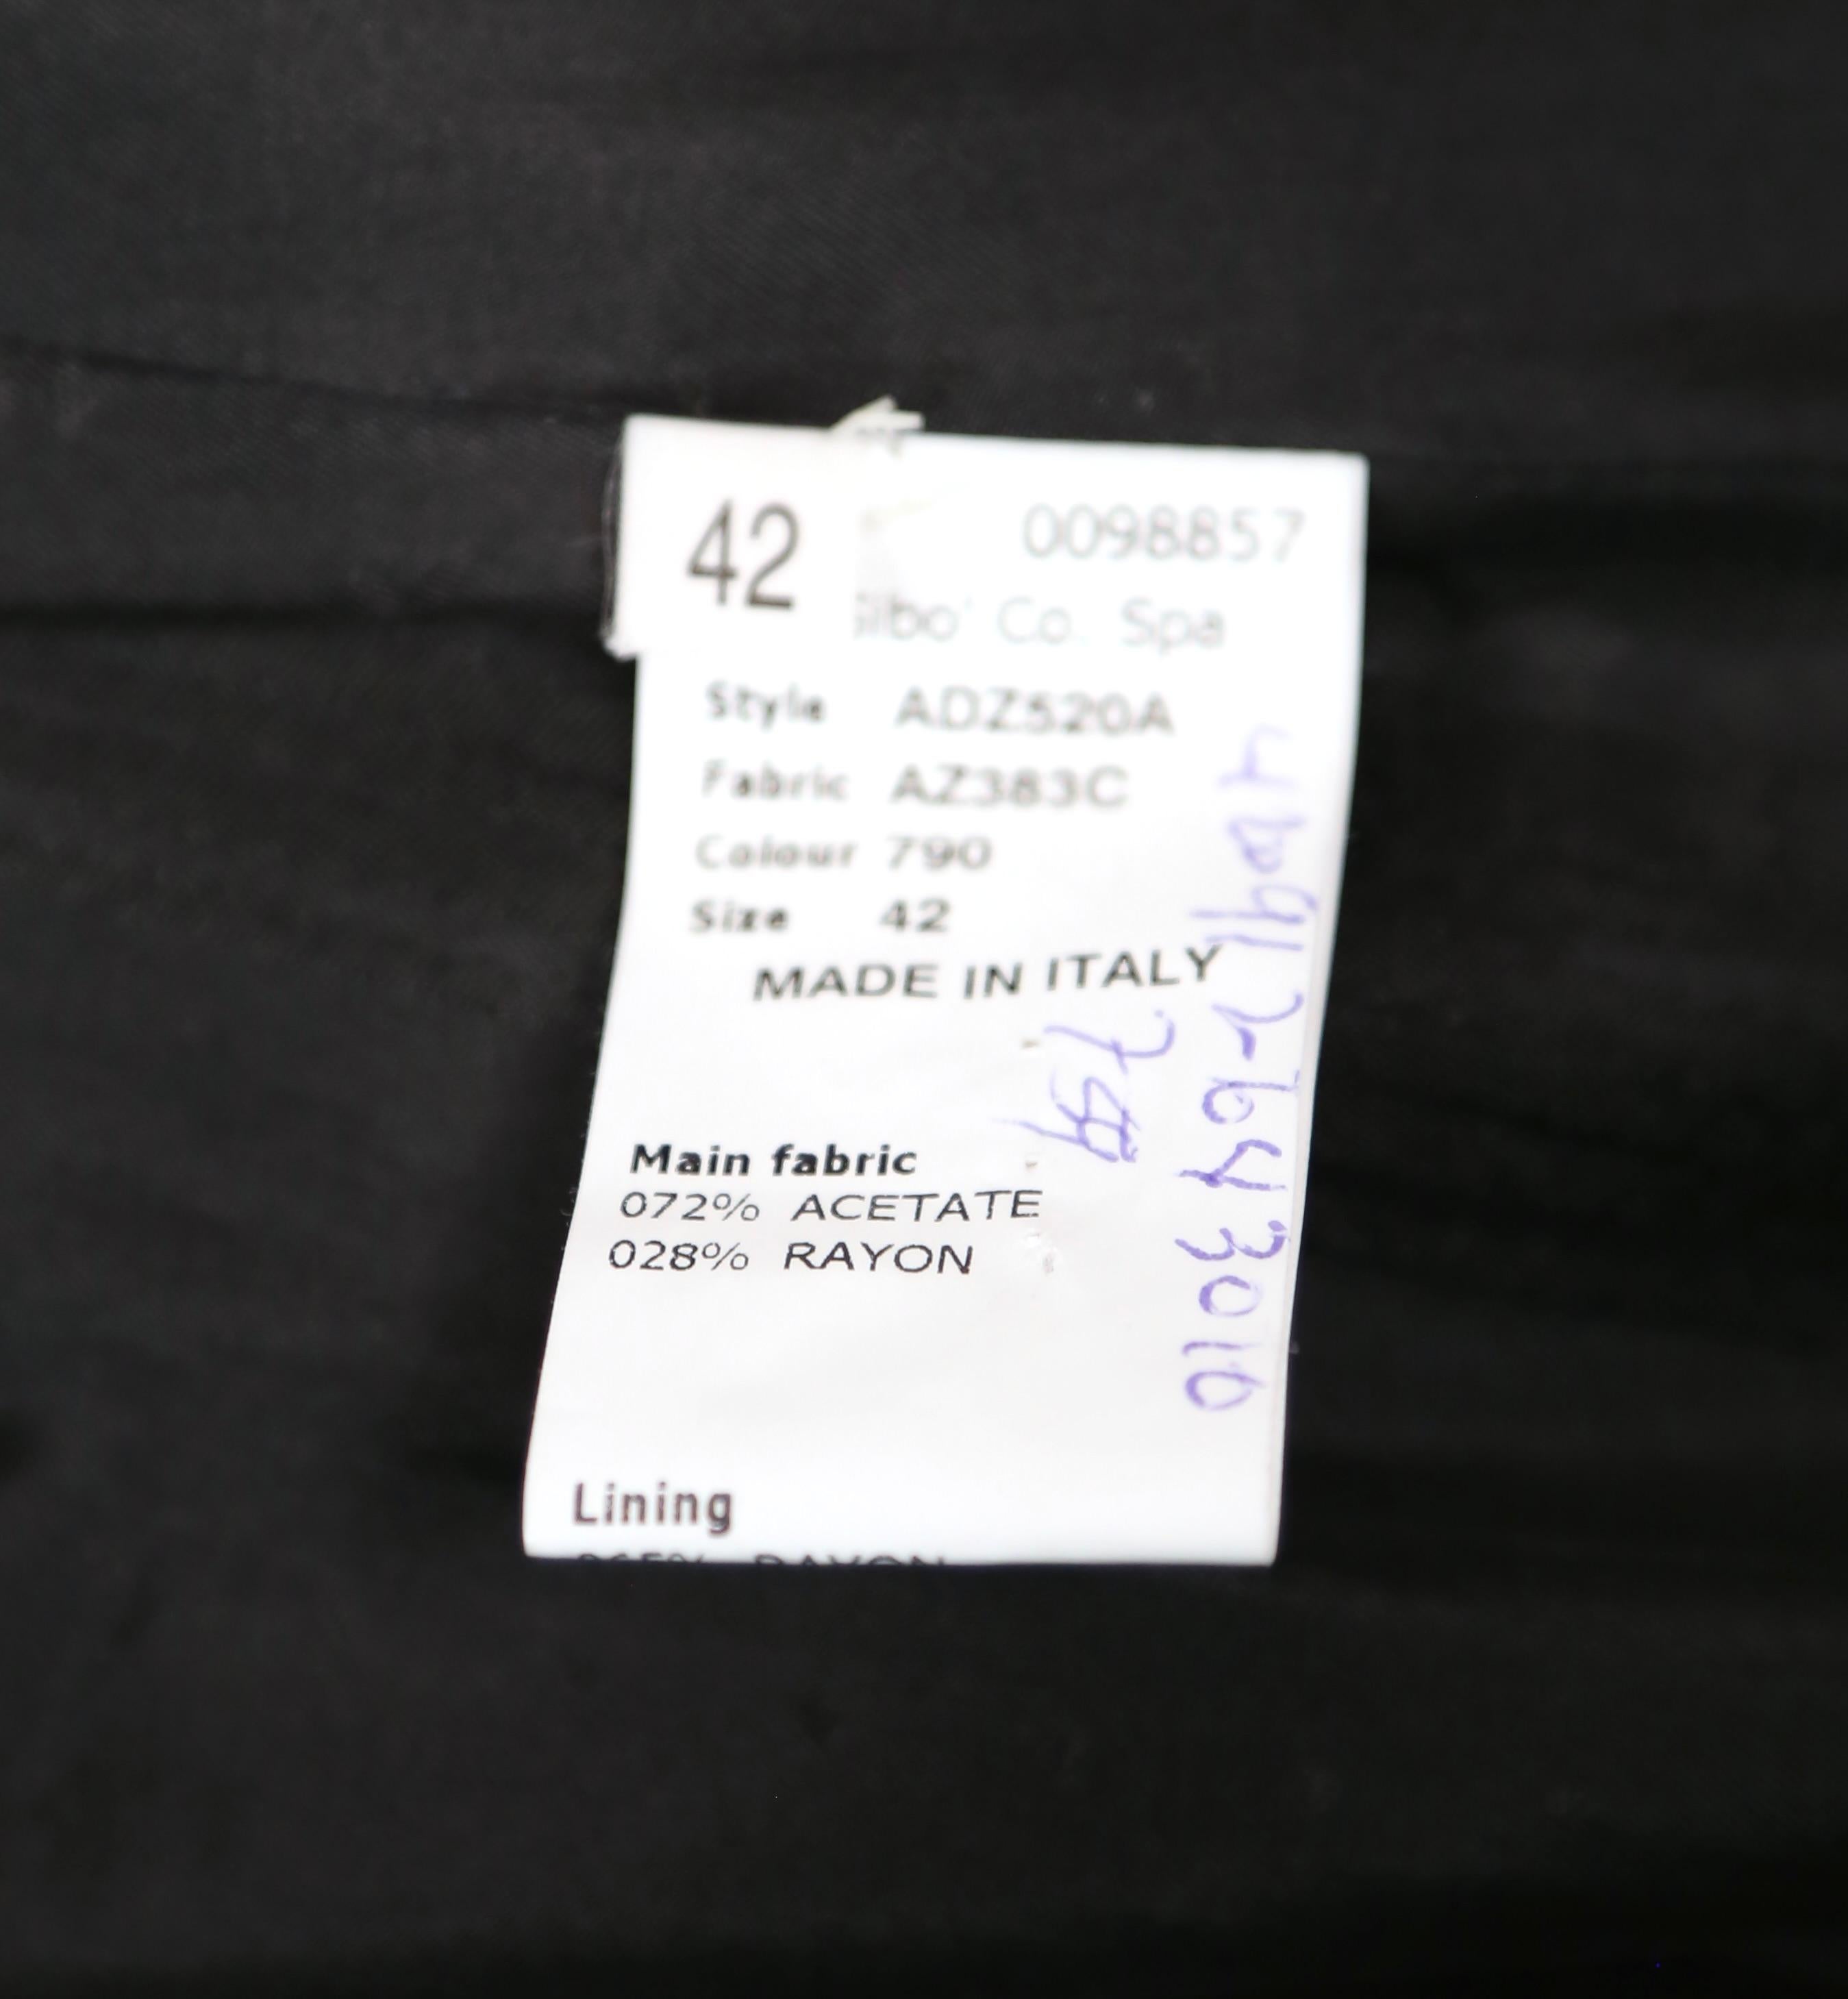 42
0098857
Co. Spa
Style ADZ520A
Fabric AZ383C
Colour 790
Size 42
MADE IN ITALY
Main fabric
072% ACETATE
028% RAYON
Lining
RAYON